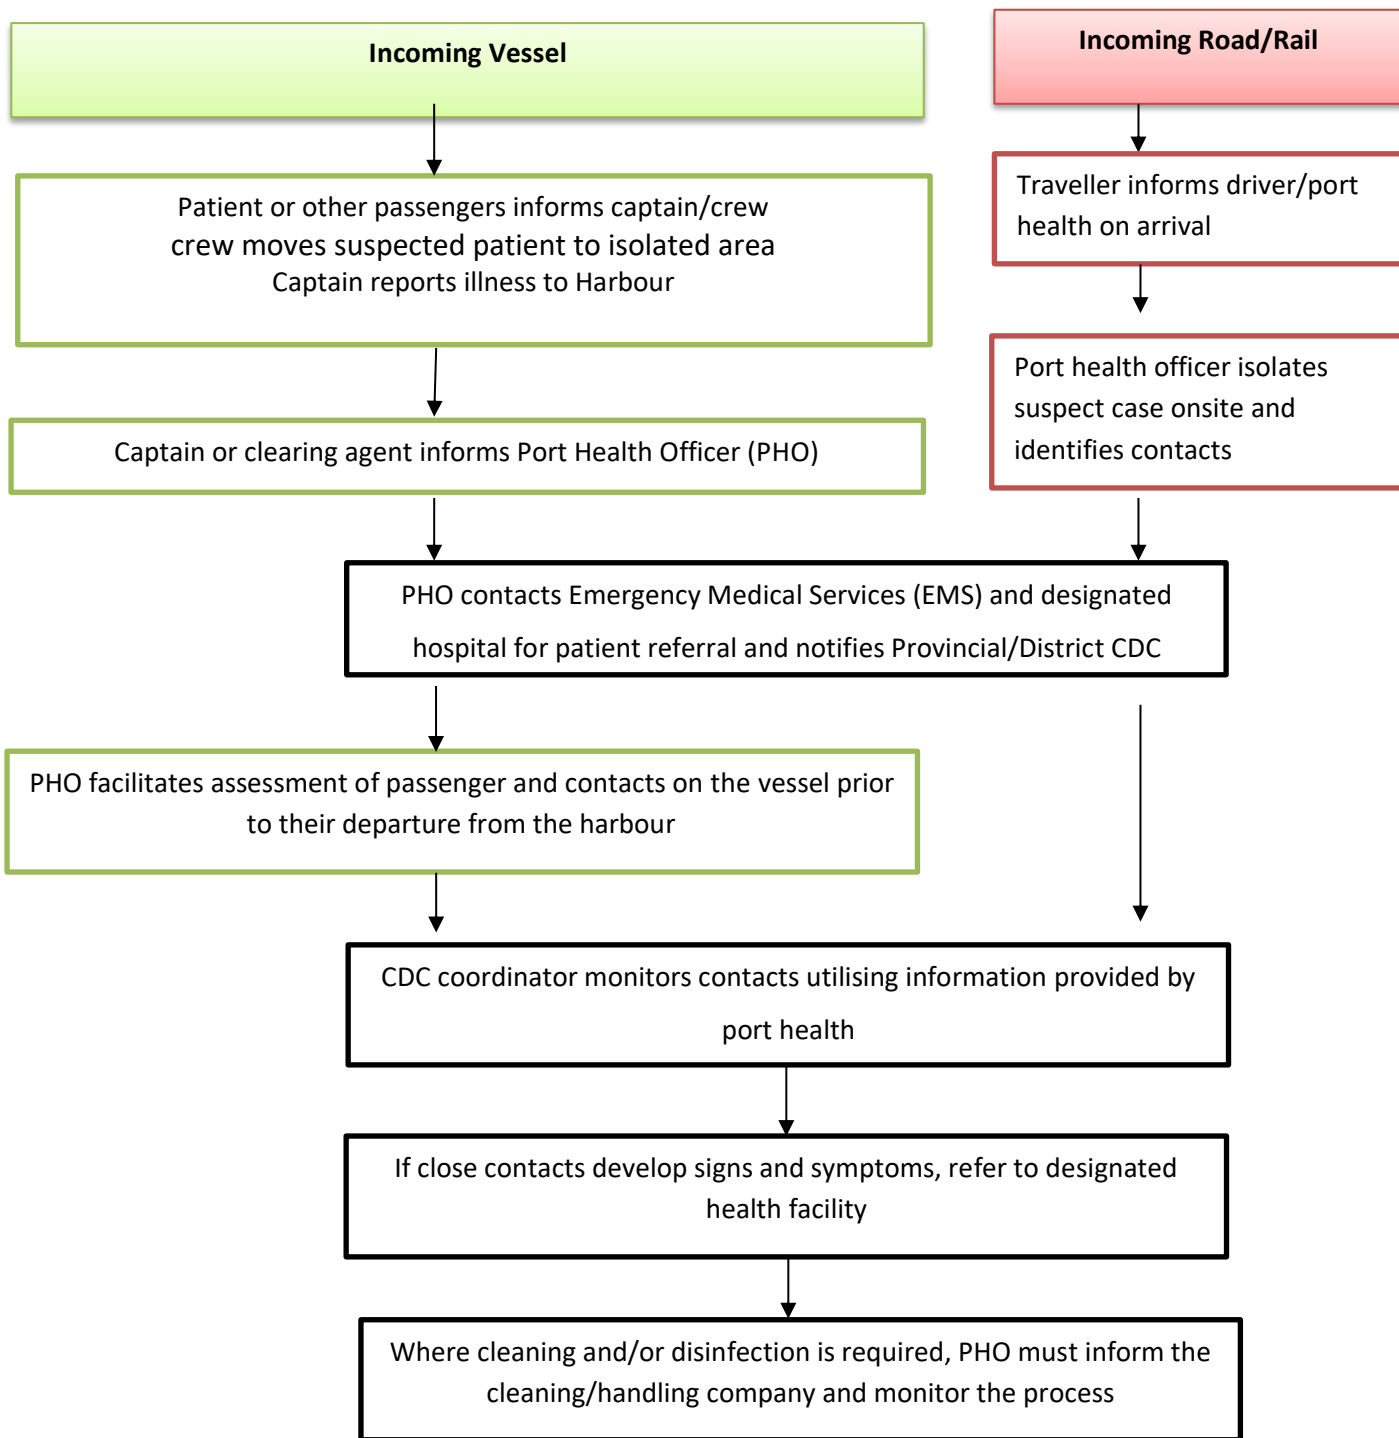 Incoming Vessel
Incoming Road/Rail
Patient or other passengers informs captain/crew
crew moves suspected patient to isolated area
Captain reports illness to Harbour
Traveller informs driver/port
health on arrival
Captain or clearing agent informs Port Health Officer (PHO)
Port health officer isolates
suspect case onsite and
identifies contacts
PHO contacts Emergency Medical Services (EMS) and designated
hospital for patient referral and notifies Provincial/District CDC
PHO facilitates assessment of passenger and contacts on the vessel prior
to their departure from the harbour
CDC coordinator monitors contacts utilising information provided by
port health
If close contacts develop signs and symptoms, refer to designated
health facility
Where cleaning and/or disinfection is required, PHO must inform the
cleaning/handling company and monitor the process